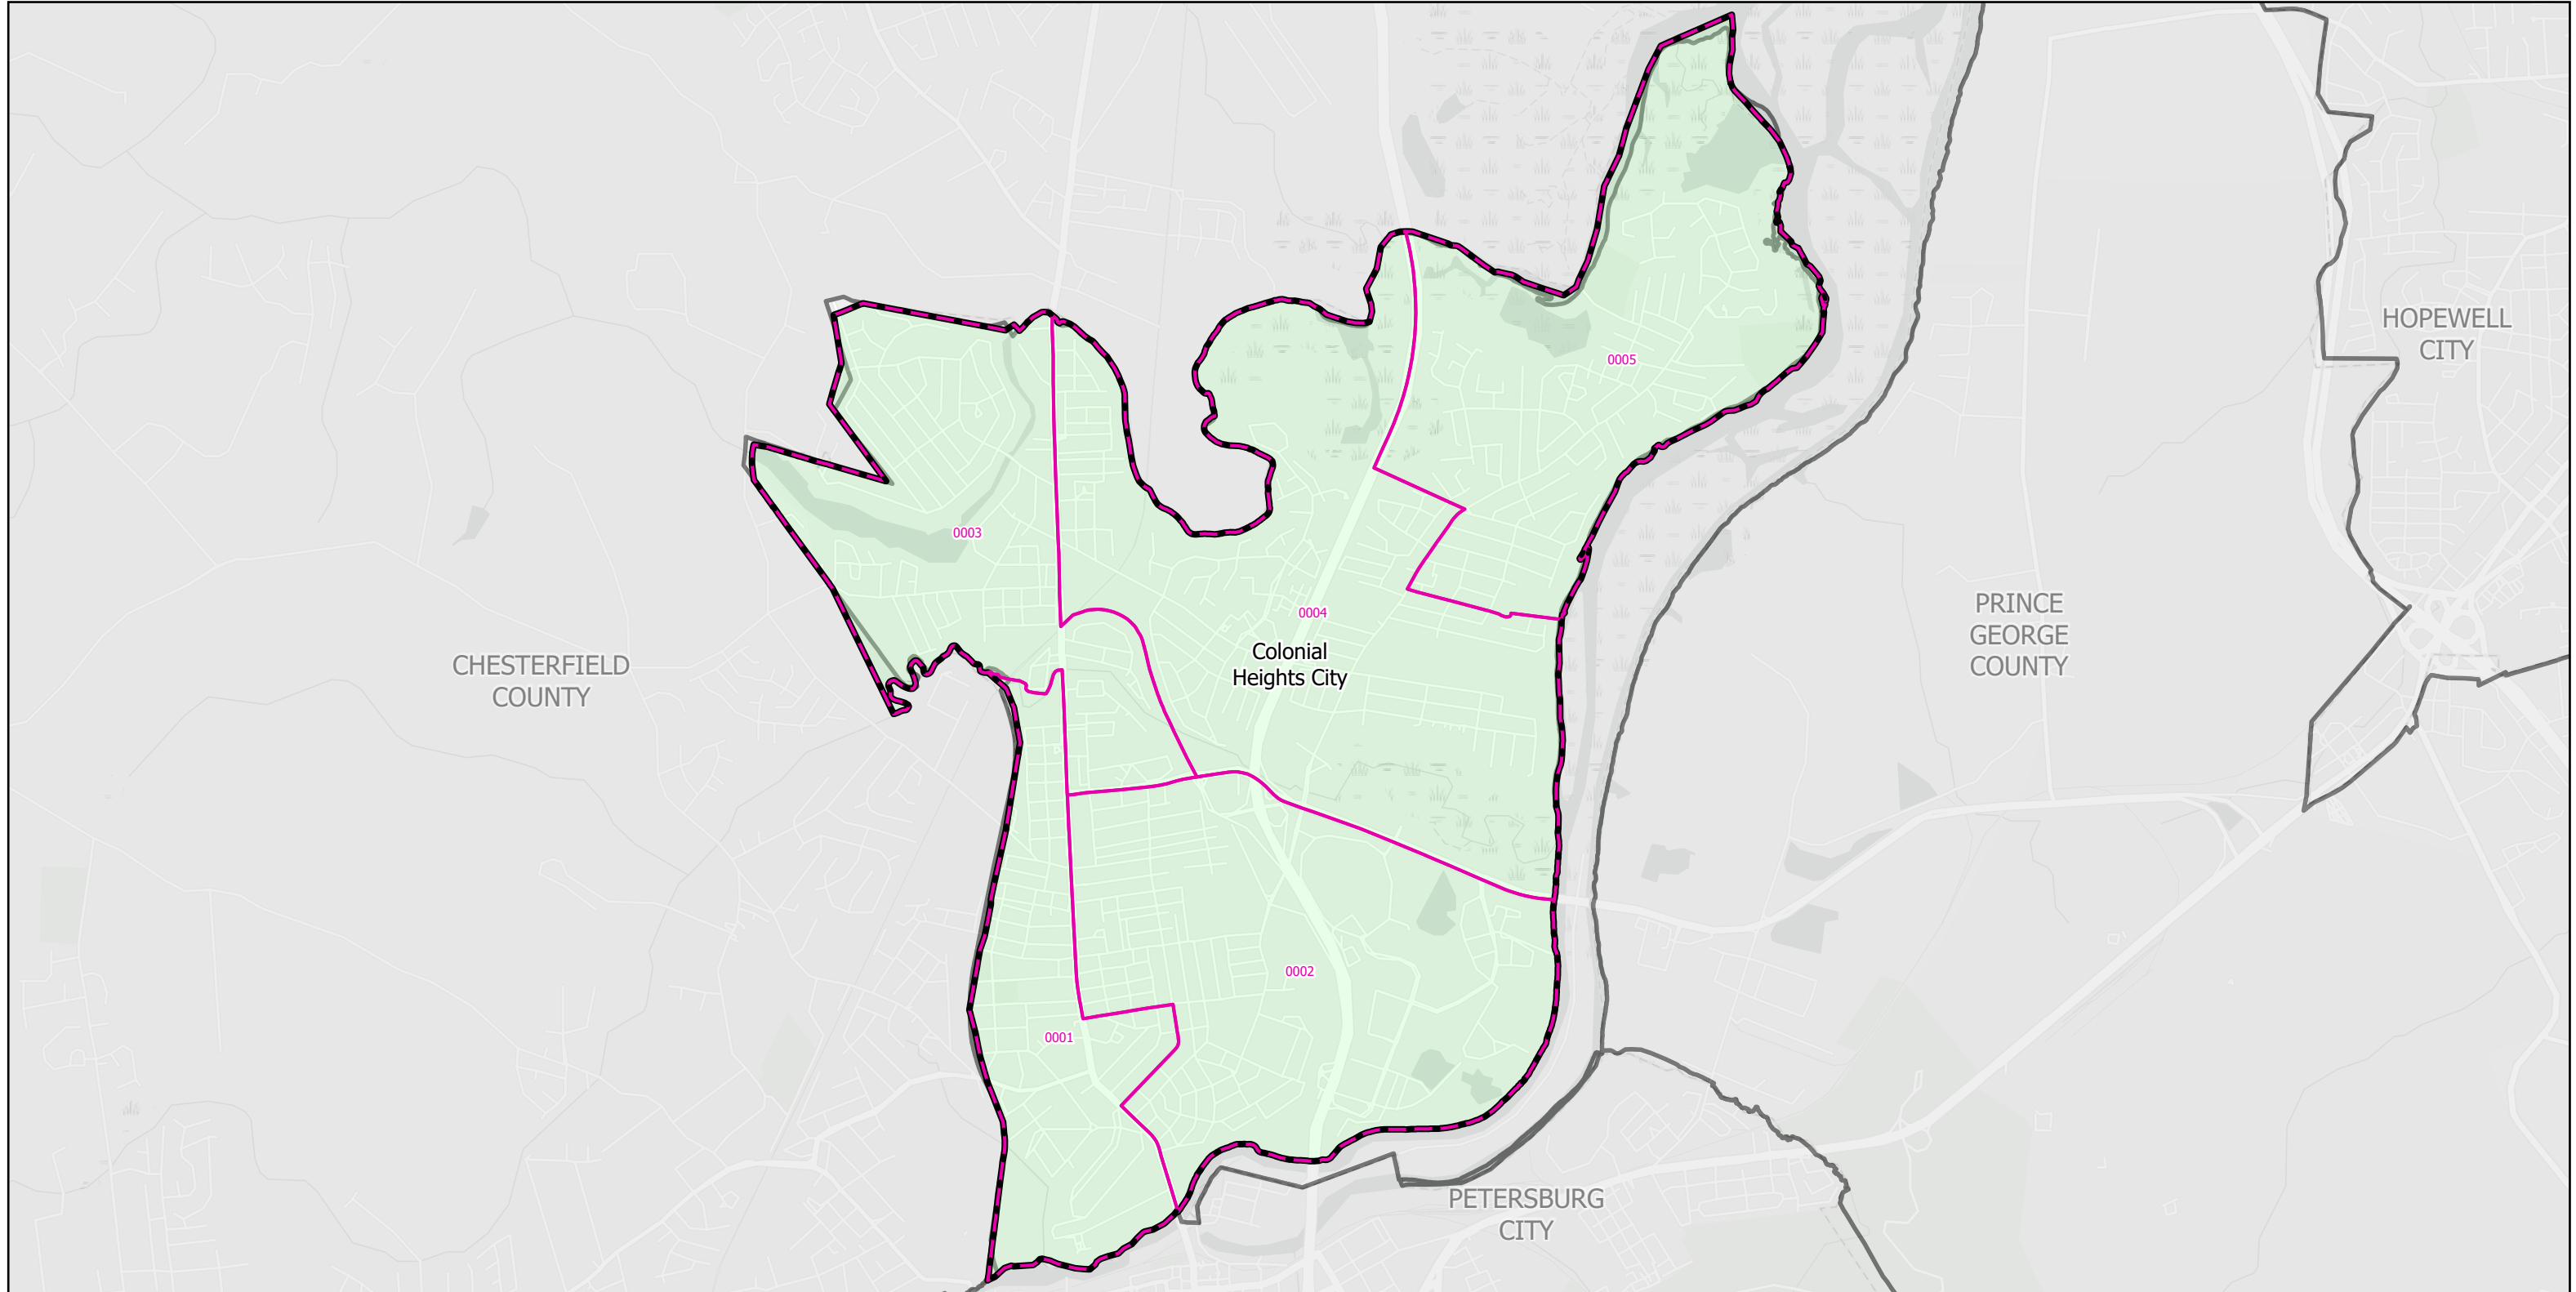 HOPEWELL
CITY
0005
0003
PRINCE
GEORGE
COUNTY
0004
Colonial
Heights City
CHESTERFIELD
COUNTY
0002
0001
PETERSBURG
CITY